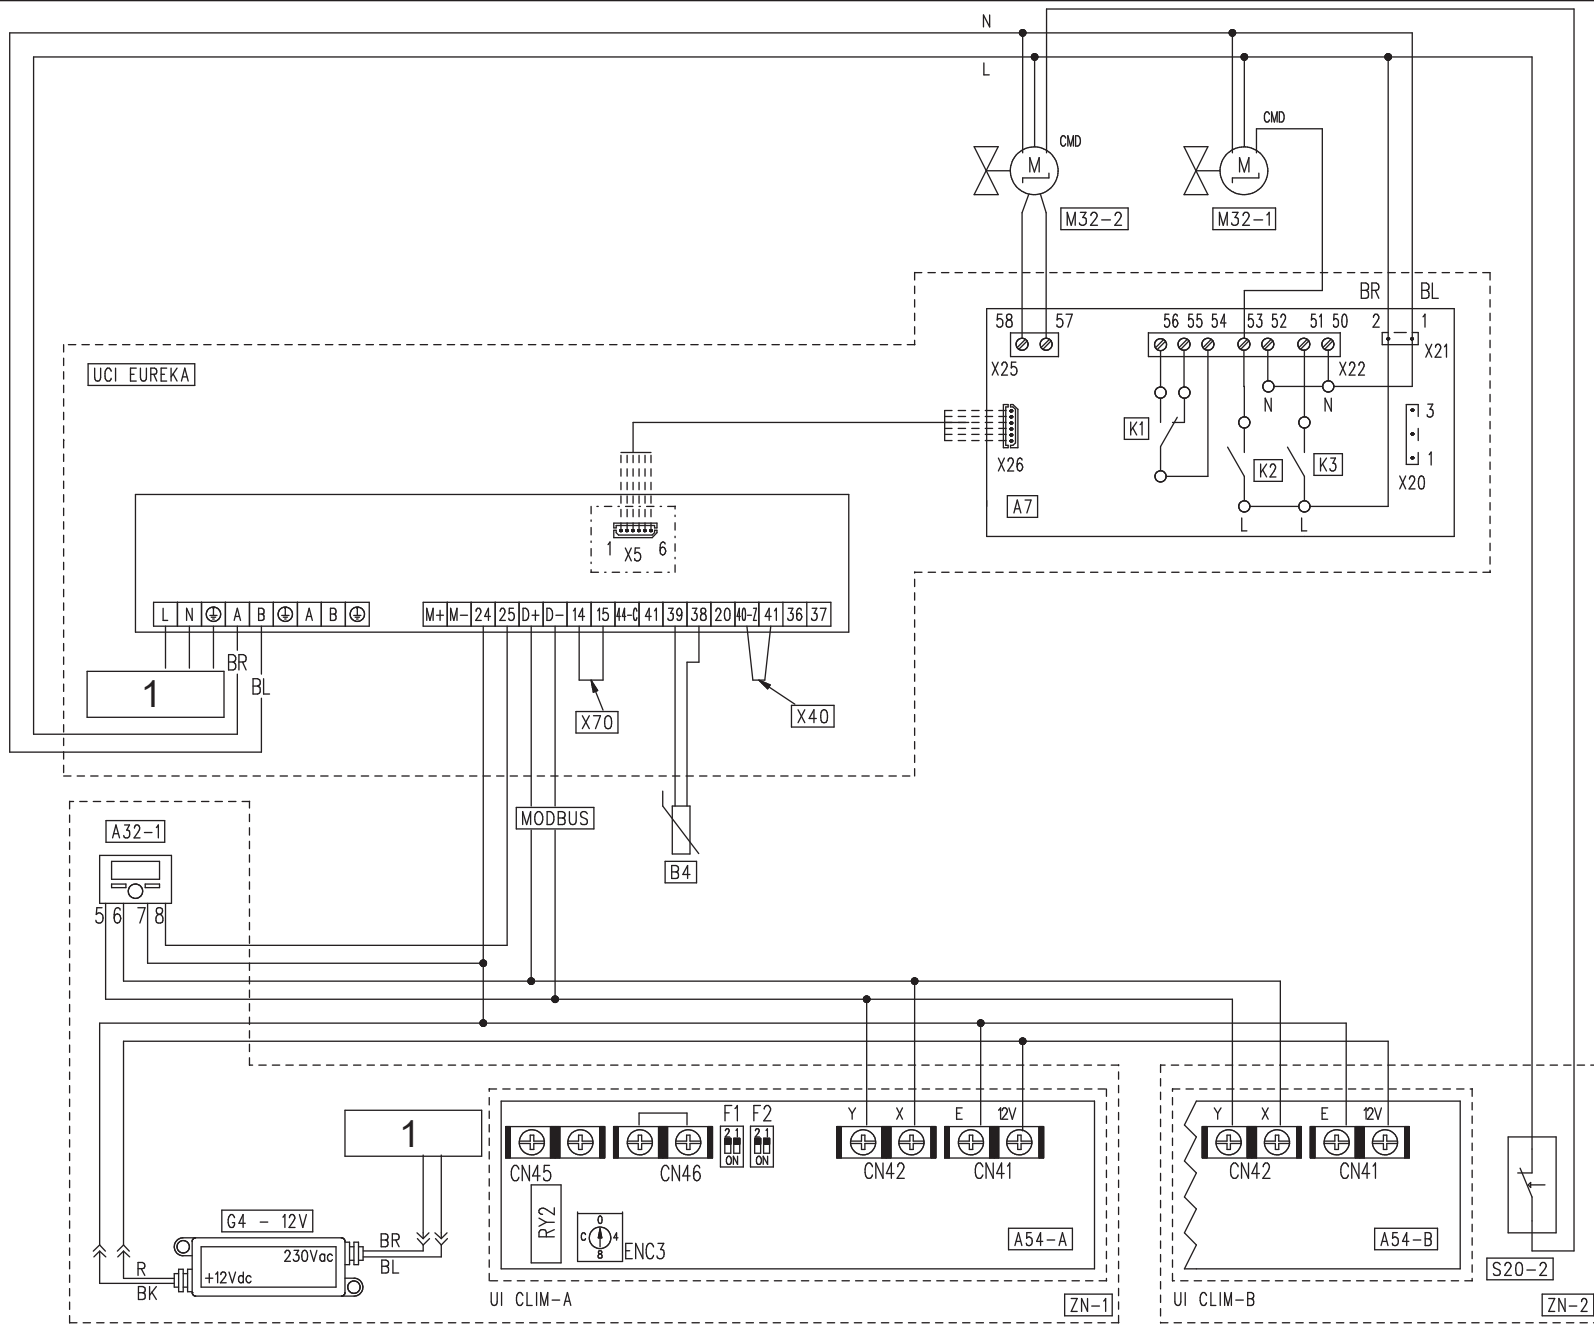 N
L
CMD
CMD
M
M
M32-2
M32-1
BR
BL
58
57
56 55 54 53 52 51 50
2
1
X25
X22
X21
UCI EUREKA
N
N
K1
3
X26
K2
K3
1
X20
A7
L
L
1
X5
6
L N A B A B
M+ M- 24 25 D+ D- 14 15 44-C 41 39 38 20 40-Z 41 36 37
BR
BL
1
X70
X40
MODBUS
A32-1
B4
5 6 7 8
1
F1 F2
Y X E 12V
Y X E 12V
2 1
2 1
ON
ON
CN45
CN46
CN42
CN41
CN42
CN41
RY2
0
C
4
8
ENC3
G4 - 12V
230Vac
+12Vdc
BR
BL
R
BK
A54-A
A54-B
S20-2
UI CLIM-A
ZN-1
UI CLIM-B
ZN-2